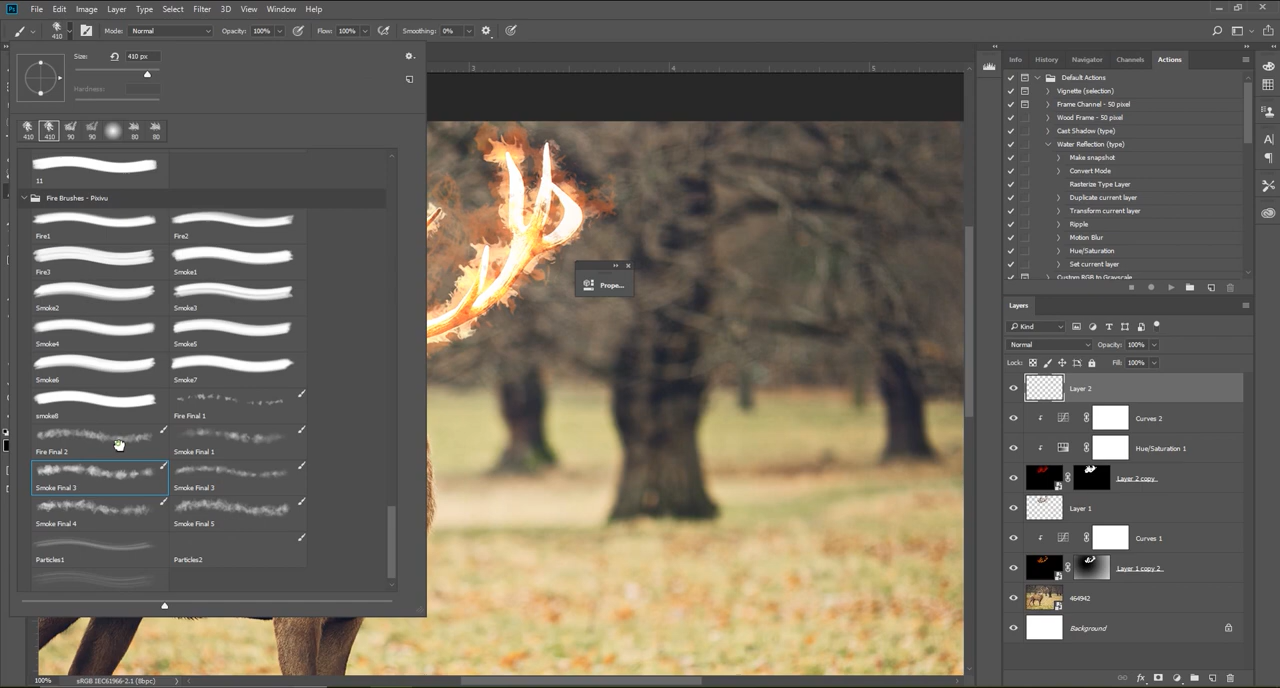 Ps File Edit Image Layer Type Select Filter 3D View Window Help
410 Mode: Normal Opacity: 100% Flow: 100% Smoothing: 0%
Size: 410 px
Hardness:
410 410 90 90 80 80
11
Fire Brushes - Pixivu
Fire1 Fire2
Fire3 Smoke1
Smoke2 Smoke3
Smoke4 Smoke5
Smoke6 Smoke7
smoke8 Fire Final 1
Fire Final 2 Smoke Final 1
Smoke Final 3 Smoke Final 3
Smoke Final 4 Smoke Final 5
Particles1 Particles2
3 4 5
Prope...
100% sRGB IEC61966-2.1 (8bpc)
Info History Navigator Channels Actions
Default Actions
Vignette (selection)
Frame Channel - 50 pixel
Wood Frame - 50 pixel
Cast Shadow (type)
Water Reflection (type)
Make snapshot
Convert Mode
Rasterize Type Layer
Duplicate current layer
Transform current layer
Ripple
Motion Blur
Hue/Saturation
Set current layer
Custom RGB to Grayscale
Layers
Kind
Normal Opacity: 100%
Lock: Fill: 100%
Layer 2
Curves 2
Hue/Saturation 1
Layer 2 copy
Layer 1
Curves 1
Layer 1 copy 2
464942
Background